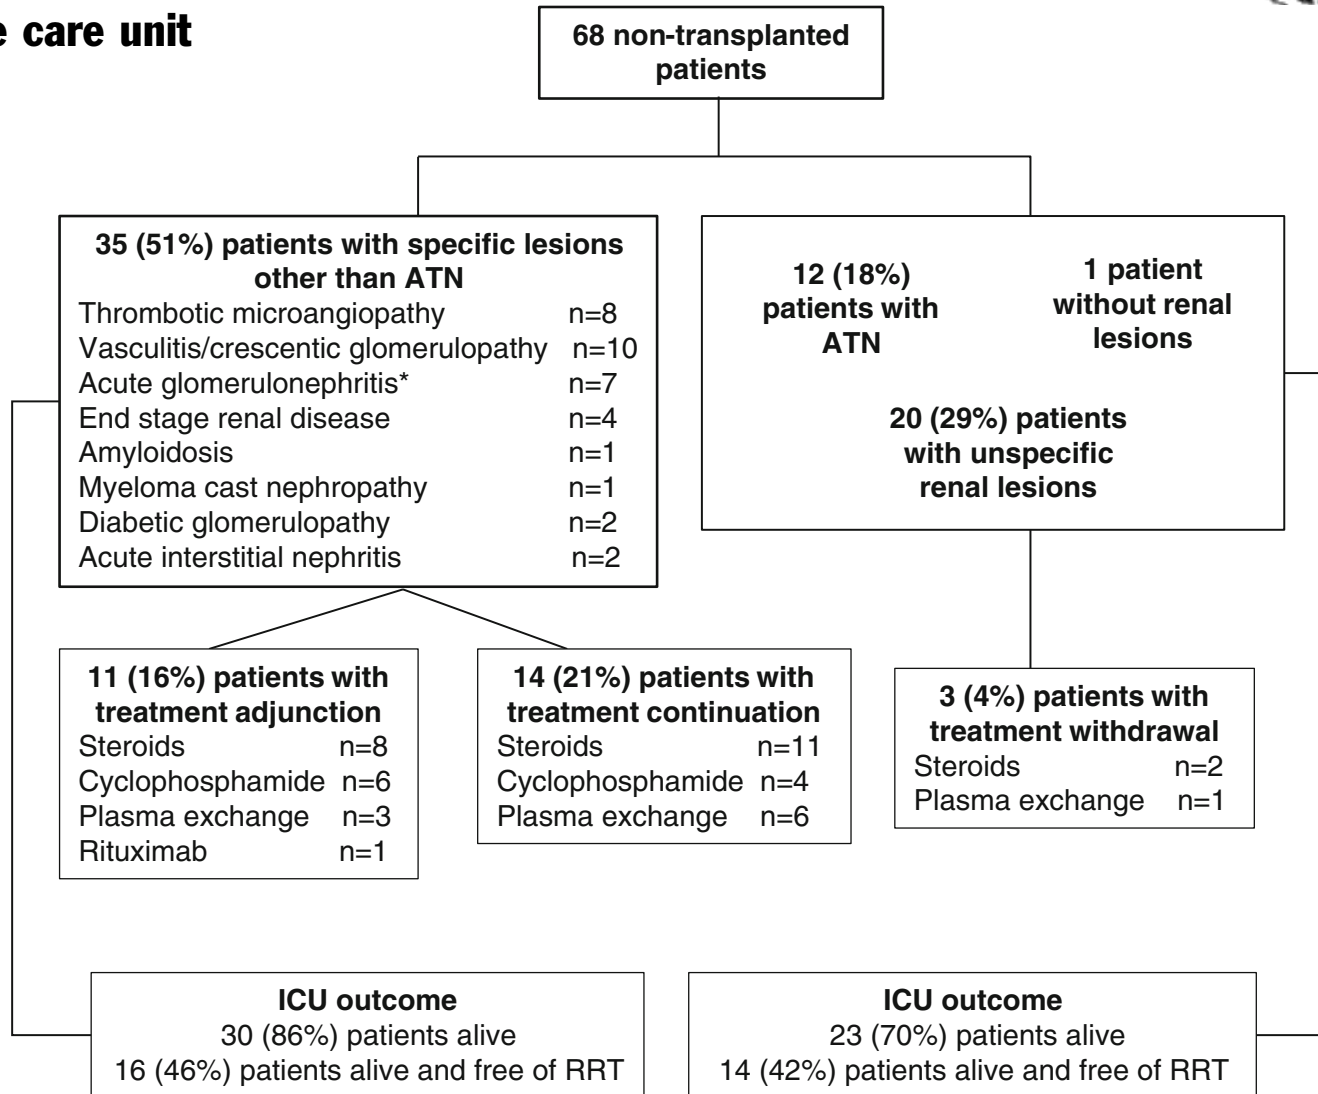 e care unit
68 non-transplanted
patients
35 (51%) patients with specific lesions
other than ATN
Thrombotic microangiopathy n=8
Vasculitis/crescentic glomerulopathy n=10
Acute glomerulonephritis* n=7
End stage renal disease n=4
Amyloidosis n=1
Myeloma cast nephropathy n=1
Diabetic glomerulopathy n=2
Acute interstitial nephritis n=2
12 (18%)
patients with
ATN
1 patient
without renal
lesions
20 (29%) patients
with unspecific
renal lesions
11 (16%) patients with
treatment adjunction
Steroids n=8
Cyclophosphamide n=6
Plasma exchange n=3
Rituximab n=1
14 (21%) patients with
treatment continuation
Steroids n=11
Cyclophosphamide n=4
Plasma exchange n=6
3 (4%) patients with
treatment withdrawal
Steroids n=2
Plasma exchange n=1
ICU outcome
30 (86%) patients alive
16 (46%) patients alive and free of RRT
ICU outcome
23 (70%) patients alive
14 (42%) patients alive and free of RRT